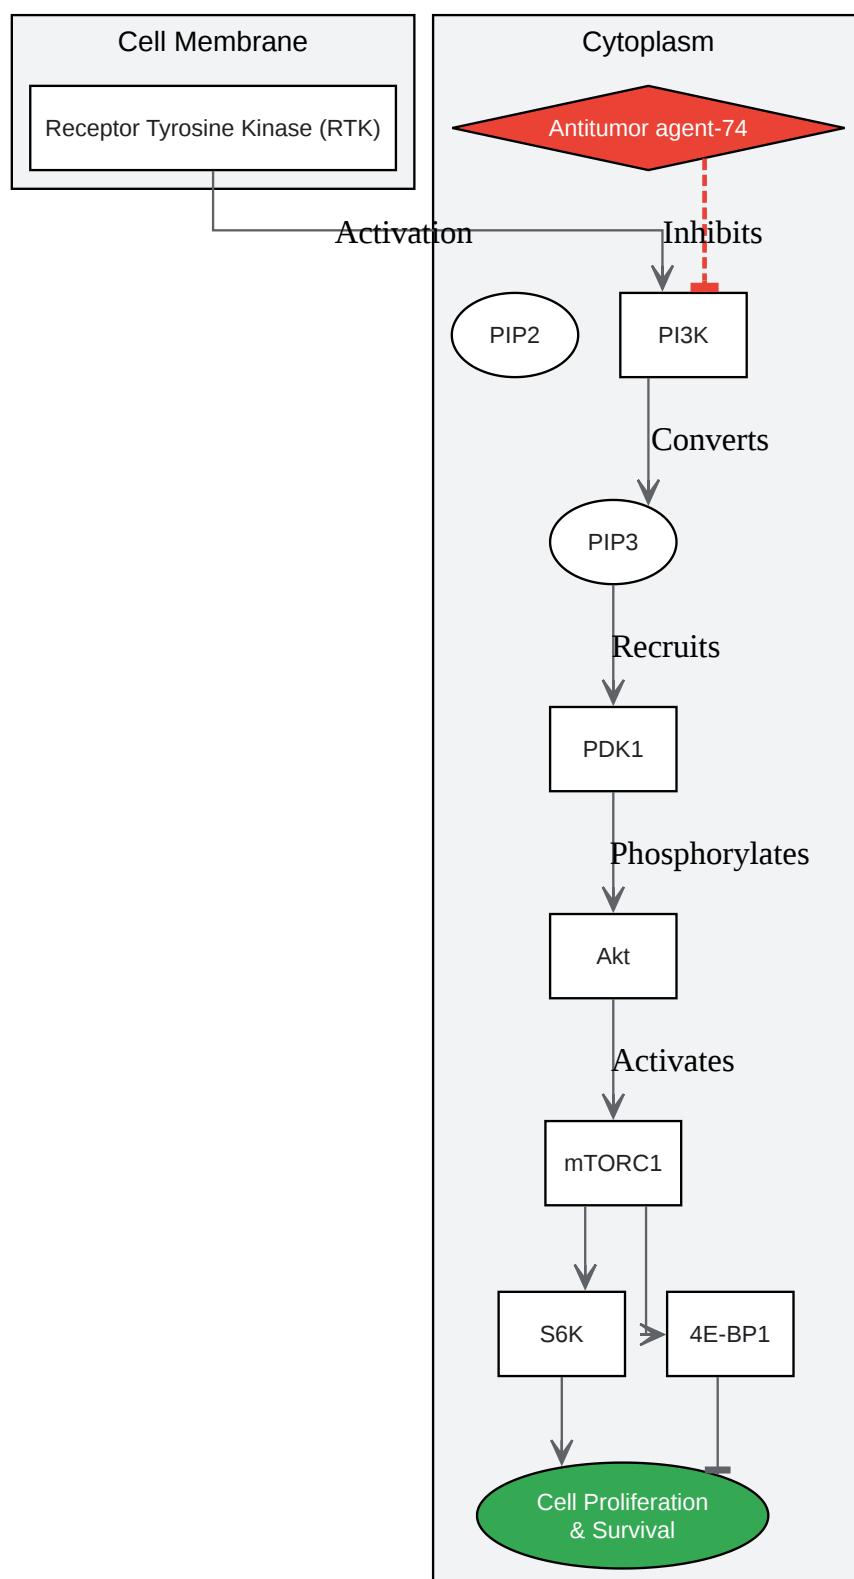 Cell Membrane
Cytoplasm
Receptor Tyrosine Kinase (RTK)
Antitumor agent-74
Activation
Inhibits
PIP2
PI3K
Converts
PIP3
Recruits
PDK1
Phosphorylates
Akt
Activates
mTORC1
S6K
4E-BP1
Cell Proliferation
& Survival